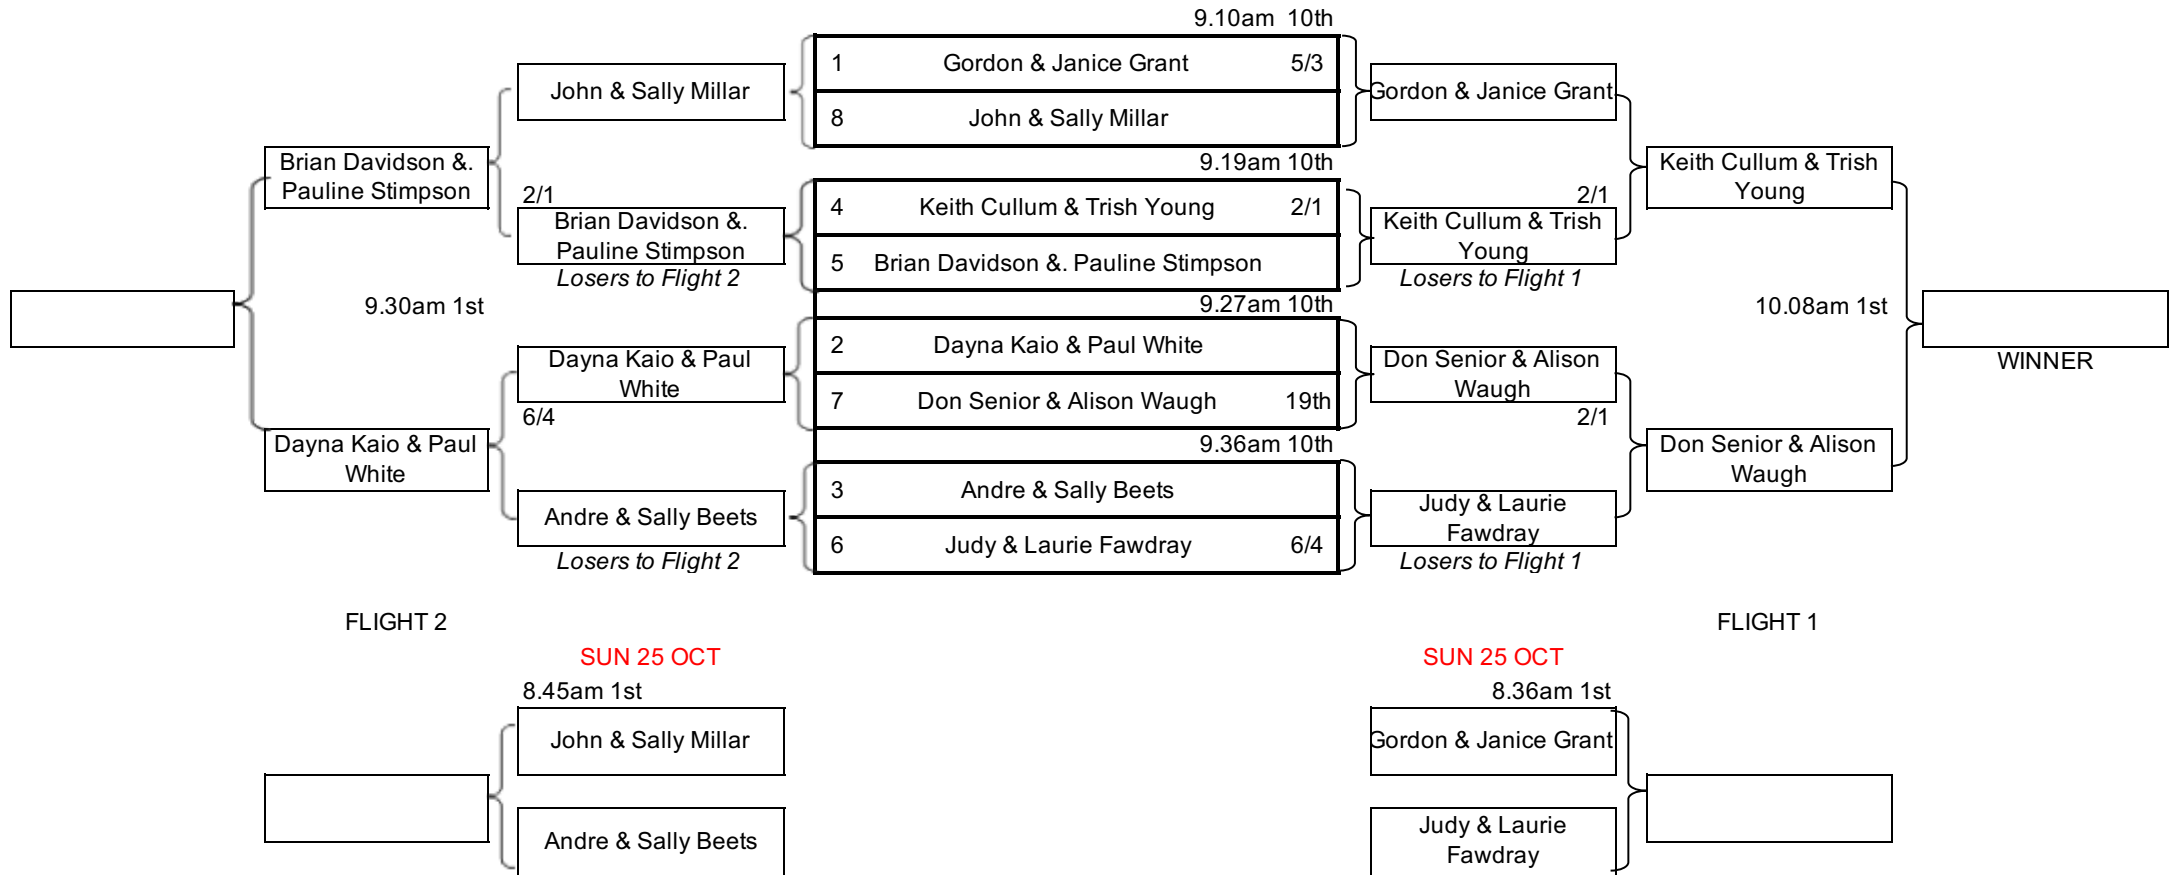 9.10am  10th
1 Gordon & Janice Grant 5/3
John & Sally Millar
Gordon & Janice Grant
8 John & Sally Millar
Brian Davidson &.
Pauline Stimpson
9.19am 10th
Keith Cullum & Trish
Young
2/1
Brian Davidson &.
Pauline Stimpson
Losers to Flight 2
4 Keith Cullum & Trish Young 2/1
5 Brian Davidson &. Pauline Stimpson
2/1
Keith Cullum & Trish
Young
Losers to Flight 1
9.30am 1st
9.27am 10th
10.08am 1st
Dayna Kaio & Paul
White
2 Dayna Kaio & Paul White
Don Senior & Alison
Waugh
WINNER
6/4
7 Don Senior & Alison Waugh 19th
2/1
Dayna Kaio & Paul
White
9.36am 10th
Don Senior & Alison
Waugh
Andre & Sally Beets
Losers to Flight 2
3 Andre & Sally Beets
6 Judy & Laurie Fawdray 6/4
Judy & Laurie
Fawdray
Losers to Flight 1
FLIGHT 2
FLIGHT 1
SUN 25 OCT
SUN 25 OCT
8.45am 1st
8.36am 1st
John & Sally Millar
Gordon & Janice Grant
Andre & Sally Beets
Judy & Laurie
Fawdray